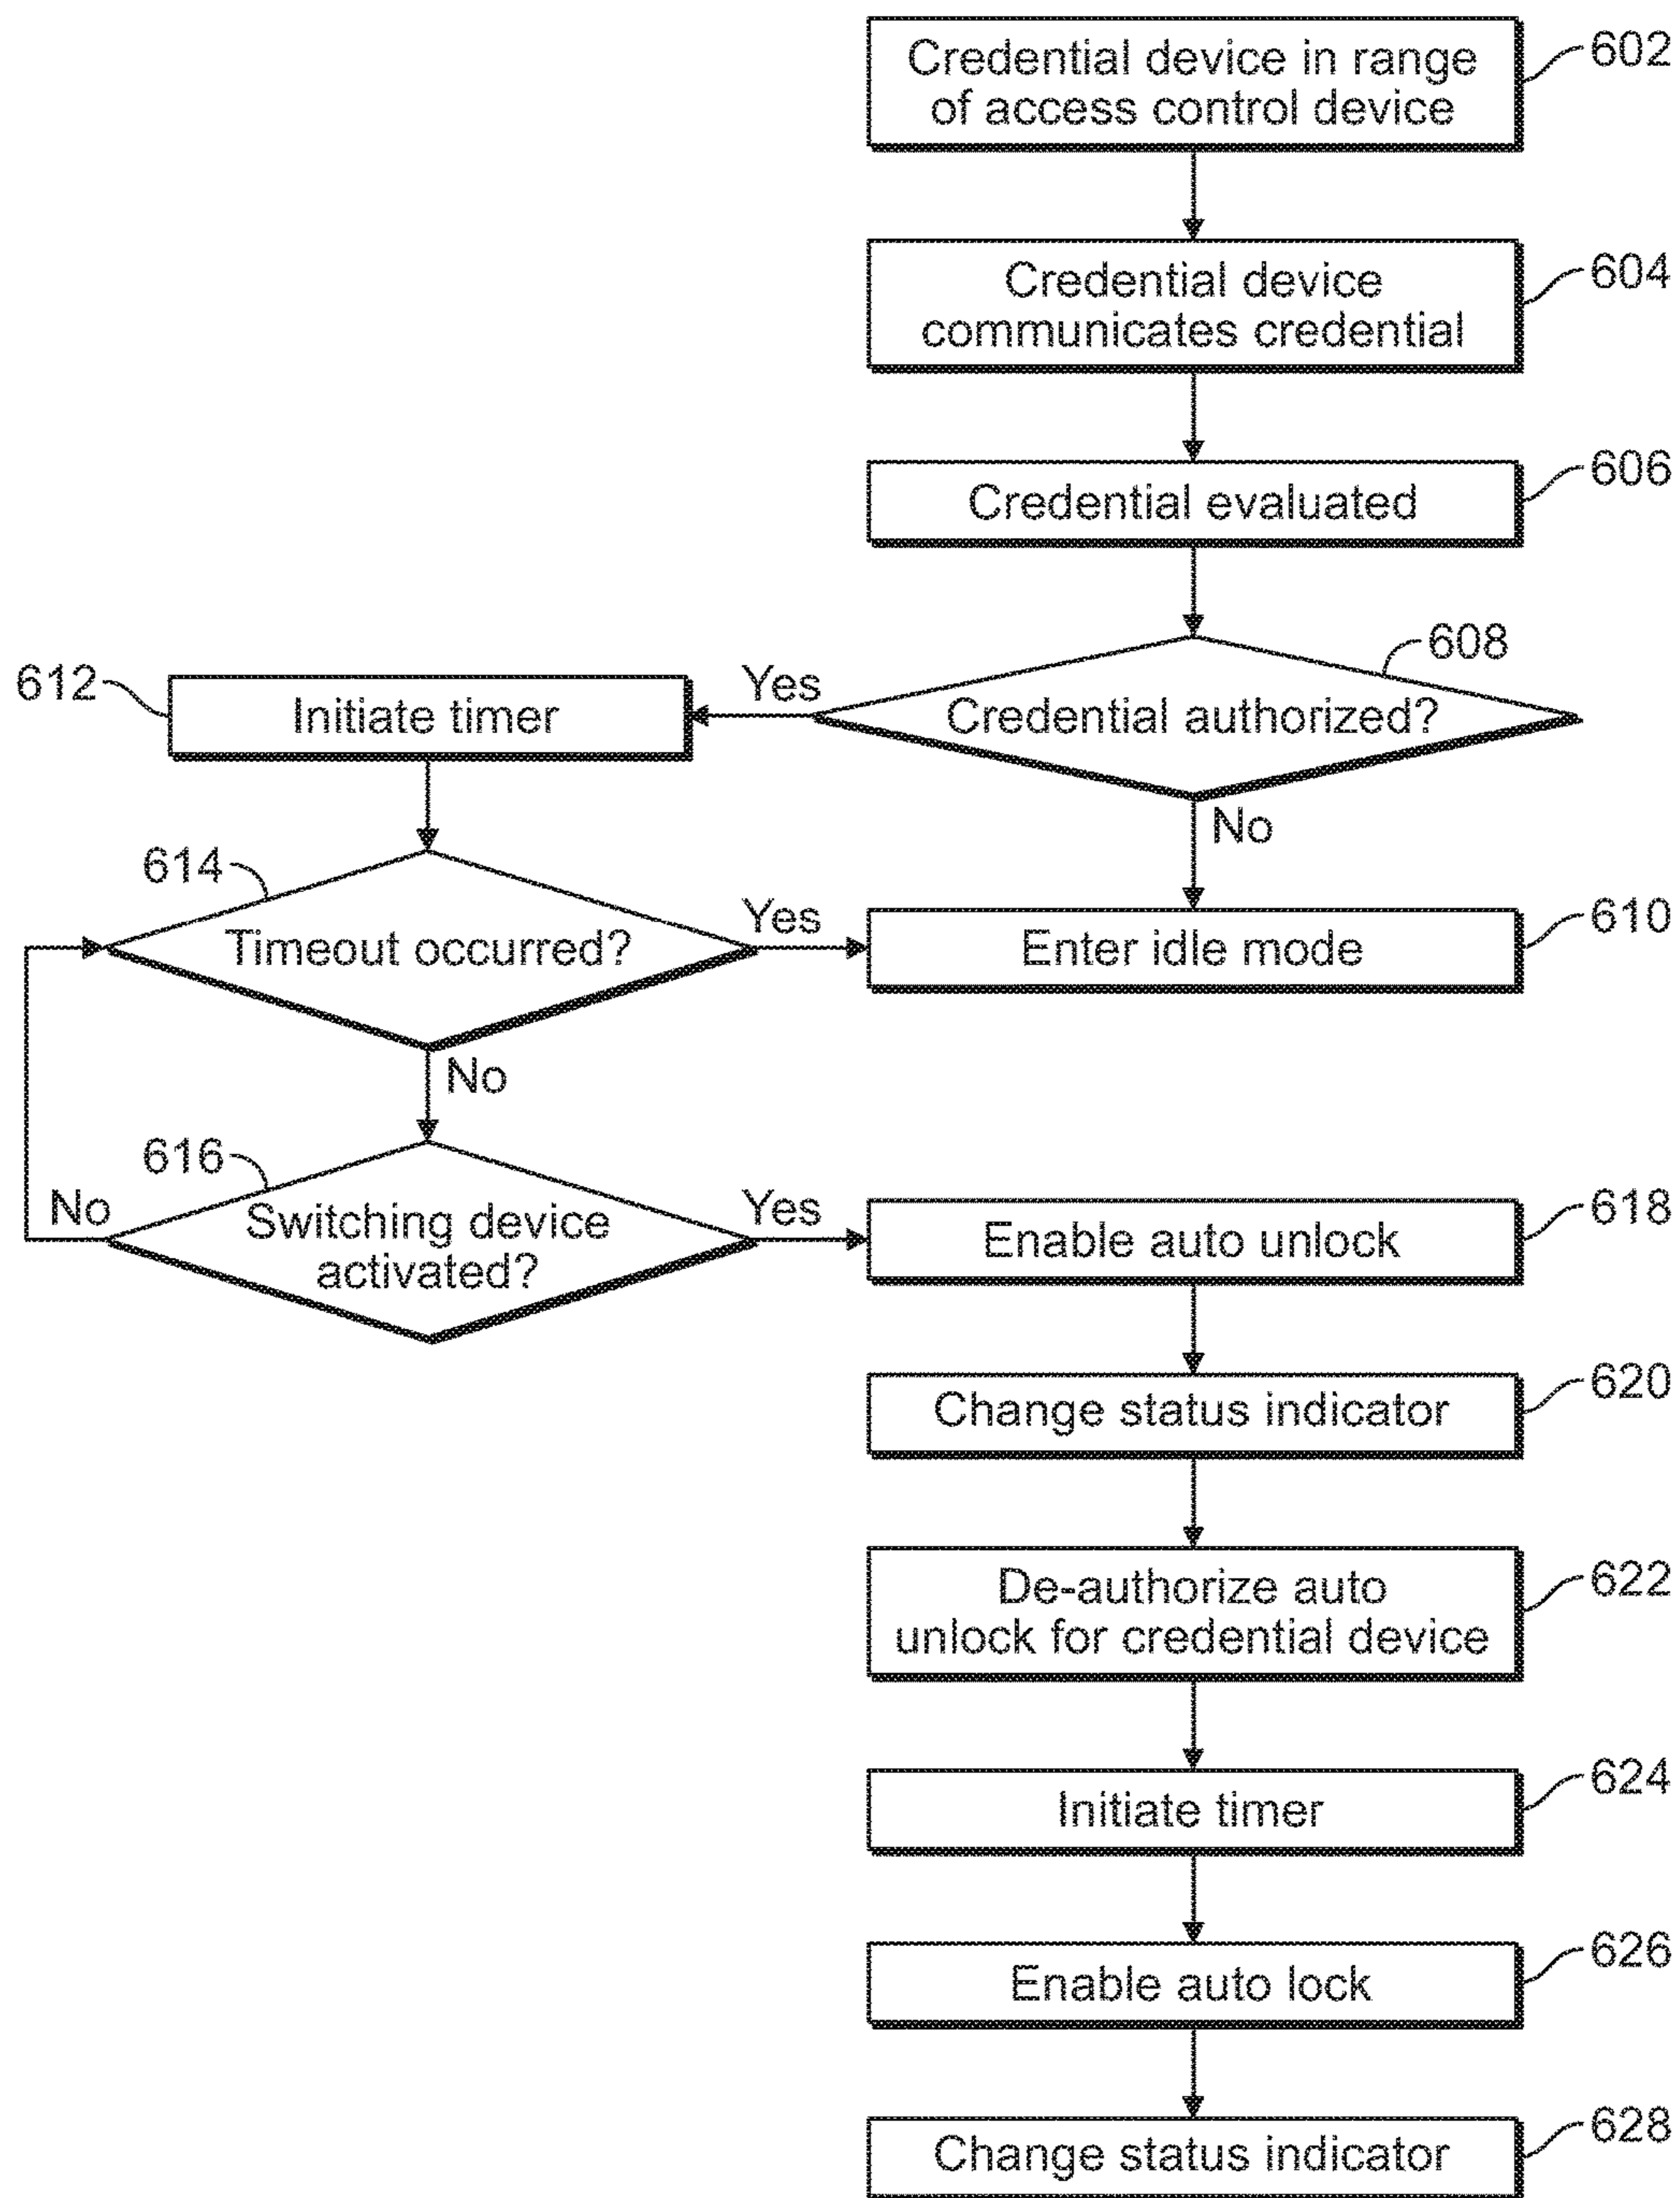 Credential device in range
of access control device
602
Credential device
communicates credential
604
Credential evaluated
606
608
Credential authorized?
Yes
No
612
Initiate timer
614
Timeout occurred?
Yes
No
Enter idle mode
610
616
Switching device
activated?
No
Yes
Enable auto unlock
618
Change status indicator
620
De-authorize auto
unlock for credential device
622
Initiate timer
624
Enable auto lock
626
Change status indicator
628